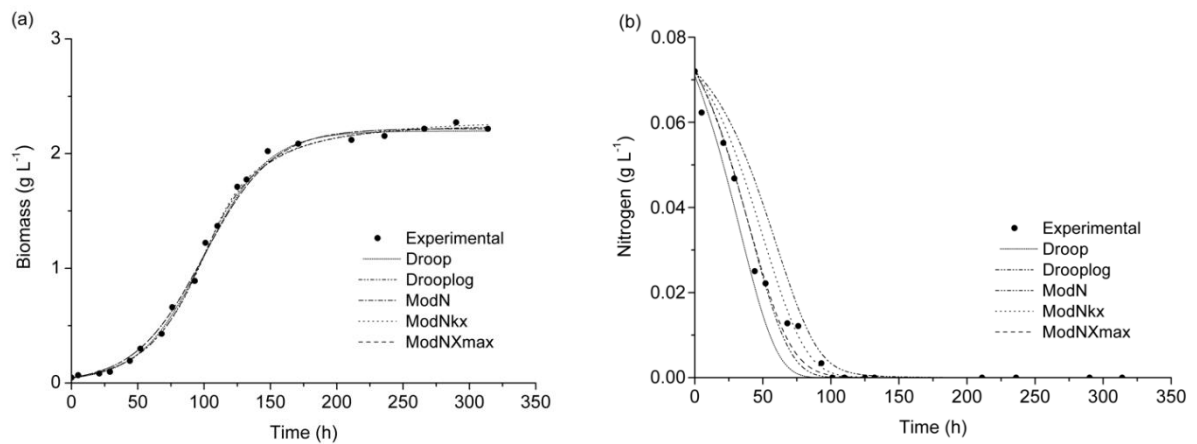 (a)
3
2
1
0
Biomass (g L⁻¹)
Experimental
Droop
Drooplog
ModN
ModNkx
ModNXmax
0 50 100 150 200 250 300 350
Time (h)
(b)
0.08
0.06
0.04
0.02
0.00
Nitrogen (g L⁻¹)
Experimental
Droop
Drooplog
ModN
ModNkx
ModNXmax
0 50 100 150 200 250 300 350
Time (h)